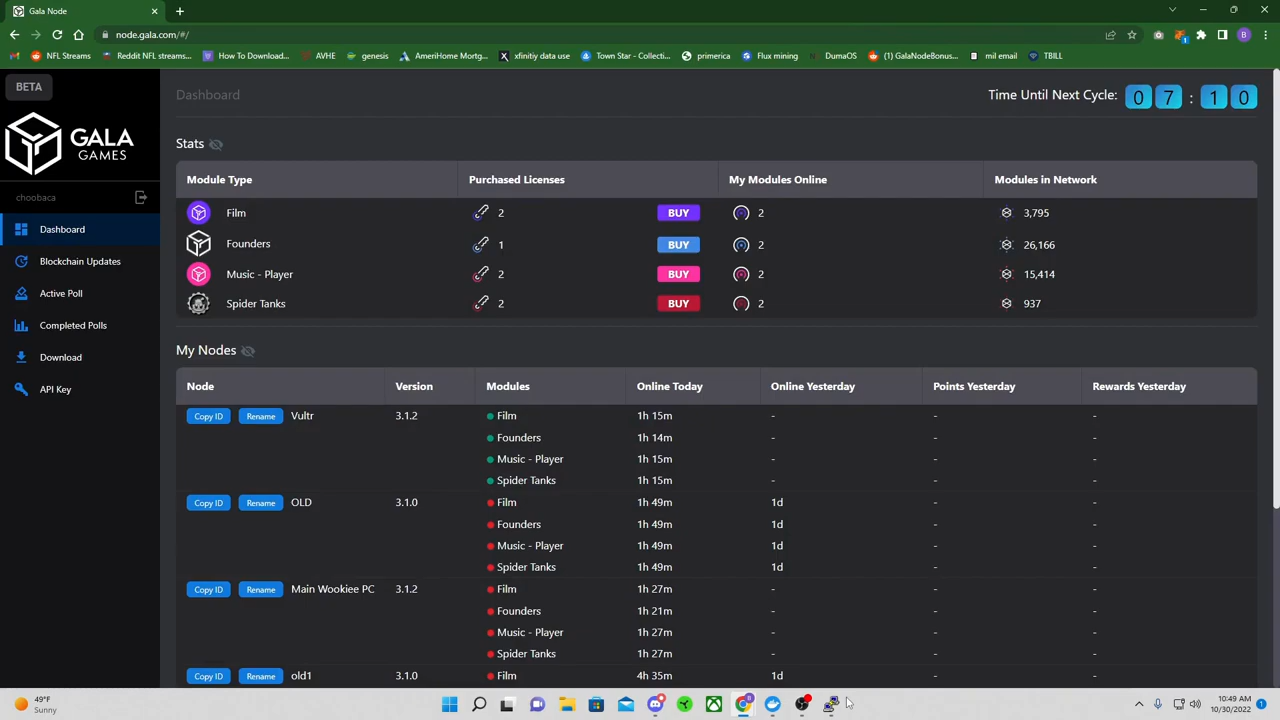 Gala Node
node.gala.com/#/
B
NFL Streams
Reddit NFL streams...
How To Download...
AVHE
genesis
AmeriHome Mortg...
xfinitiy data use
Town Star - Collecti...
primerica
Flux mining
DumaOS
(1) GalaNodeBonus...
mil email
TBILL
BETA
GALA
GAMES
choobaca
Dashboard
Blockchain Updates
Active Poll
Completed Polls
Download
API Key
Dashboard
Time Until Next Cycle: 0 7 : 1 0
Stats
Module Type Purchased Licenses My Modules Online Modules in Network
Film 2 BUY 2 3,795
Founders 1 BUY 2 26,166
Music - Player 2 BUY 2 15,414
Spider Tanks 2 BUY 2 937
My Nodes
Node Version Modules Online Today Online Yesterday Points Yesterday Rewards Yesterday
Copy ID Rename Vultr 3.1.2 Film 1h 15m - - -
Founders 1h 14m - - -
Music - Player 1h 15m - - -
Spider Tanks 1h 15m - - -
Copy ID Rename OLD 3.1.0 Film 1h 49m 1d - -
Founders 1h 49m 1d - -
Music - Player 1h 49m 1d - -
Spider Tanks 1h 49m 1d - -
Copy ID Rename Main Wookiee PC 3.1.2 Film 1h 27m - - -
Founders 1h 21m - - -
Music - Player 1h 27m - - -
Spider Tanks 1h 27m - - -
Copy ID Rename old1 3.1.0 Film 4h 35m 1d - -
49°F
Sunny
10:49 AM
10/30/2022